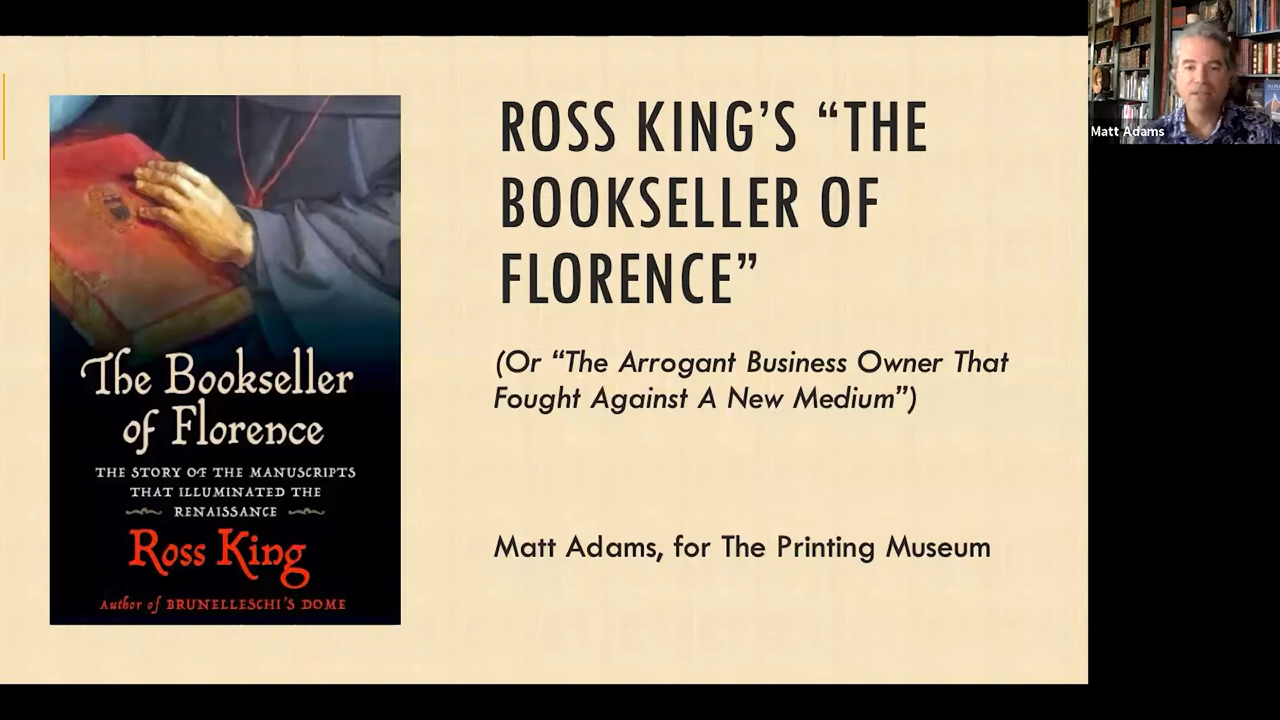 The Bookseller
of Florence
THE STORY OF THE MANUSCRIPTS
THAT ILLUMINATED THE
RENAISSANCE
Ross King
Author of BRUNELLESCHI'S DOME
ROSS KING’S “THE
BOOKSELLER OF
FLORENCE”
(Or “The Arrogant Business Owner That
Fought Against A New Medium”)
Matt Adams, for The Printing Museum
Matt Adams